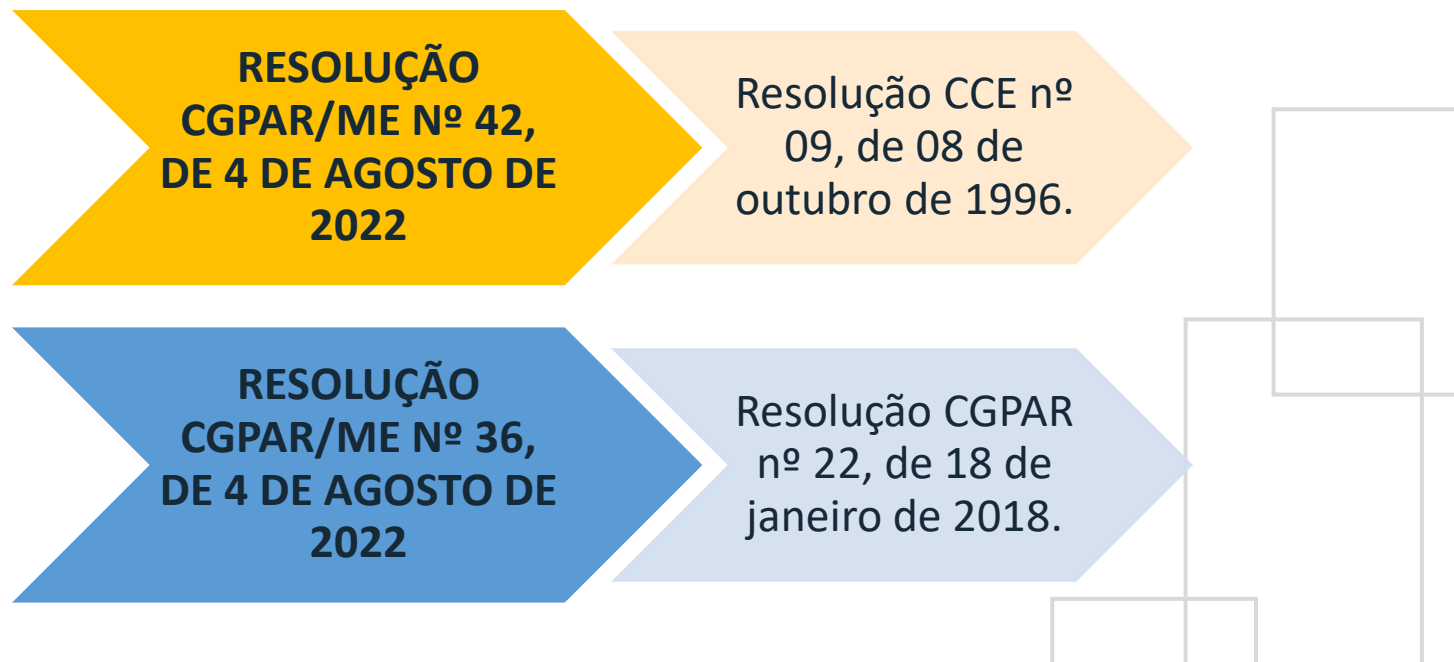 RESOLUÇÃO
CGPAR/ME Nº 42,
DE 4 DE AGOSTO DE
2022
Resolução CCE nº
09, de 08 de
outubro de 1996.
RESOLUÇÃO
CGPAR/ME Nº 36,
DE 4 DE AGOSTO DE
2022
Resolução CGPAR
nº 22, de 18 de
janeiro de 2018.